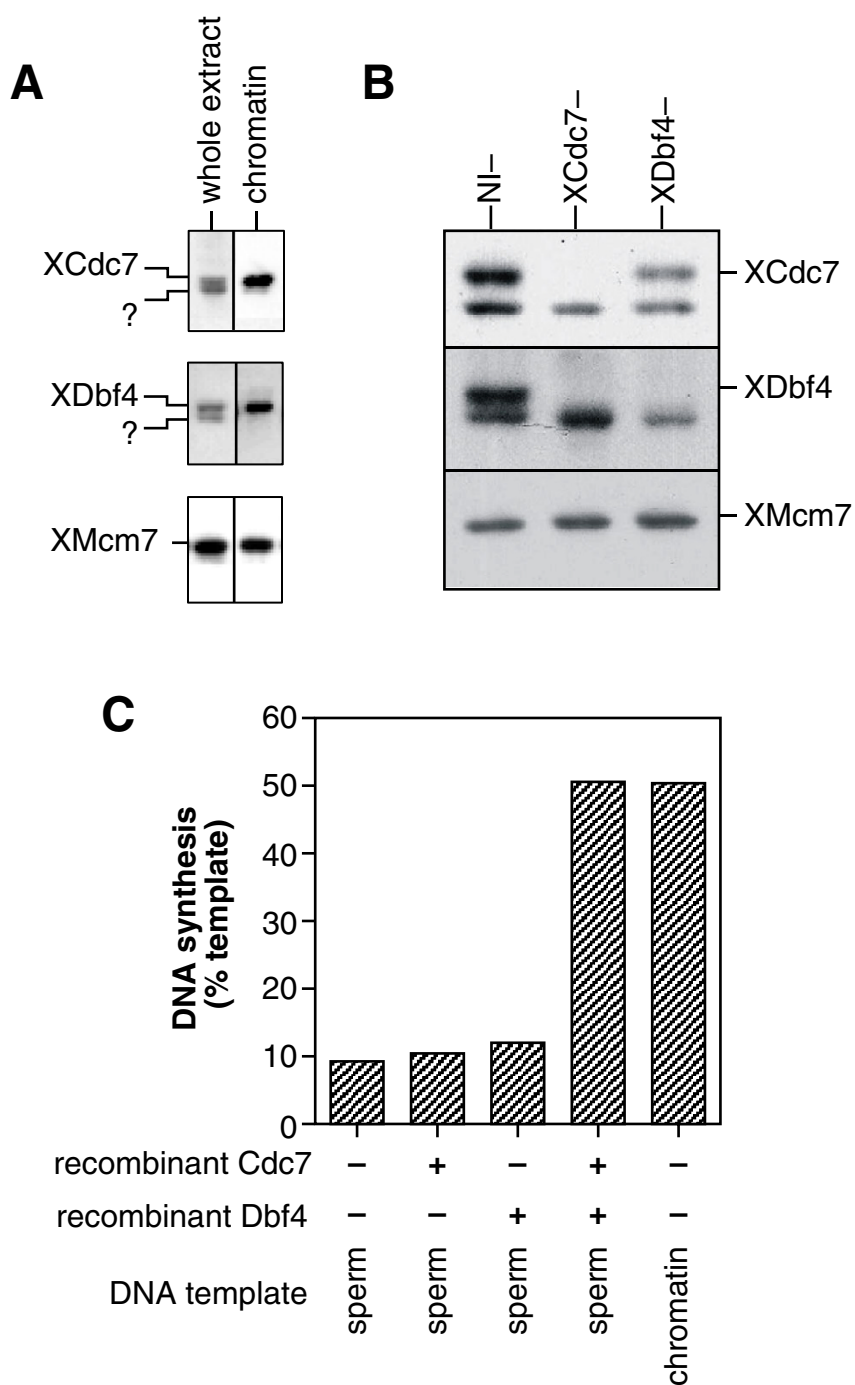 A
whole extract
chromatin
XCdc7
?
XDbf4
?
XMcm7
B
–NI–
–XCdc7–
–XDbf4–
XCdc7
XDbf4
XMcm7
C
DNA synthesis
(% template)
60
50
40
30
20
10
0
recombinant Cdc7 – + – + –
recombinant Dbf4 – – + + –
DNA template sperm sperm sperm sperm chromatin